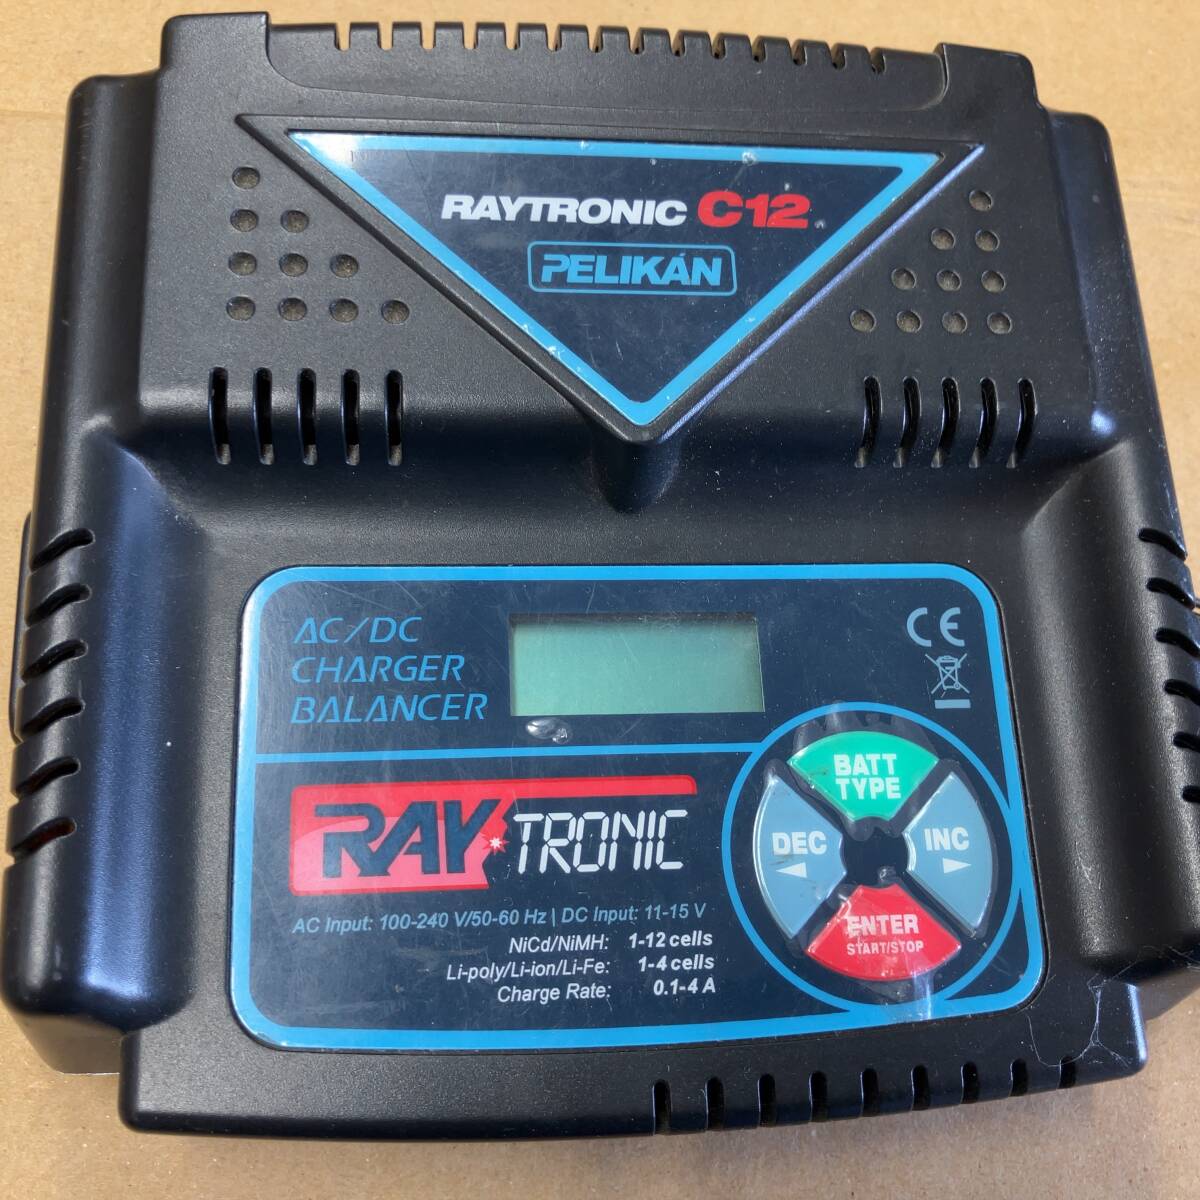 RAYTRONIC C12
PELIKÁN
AC/DC
CHARGER
BALANCER
CE
RAY TRONIC
AC Input: 100-240 V/50-60 Hz | DC Input: 11-15 V
NiCd/NiMH: 1-12 cells
Li-poly/Li-ion/Li-Fe: 1-4 cells
Charge Rate: 0.1-4 A
BATT
TYPE
DEC
INC
ENTER
START/STOP